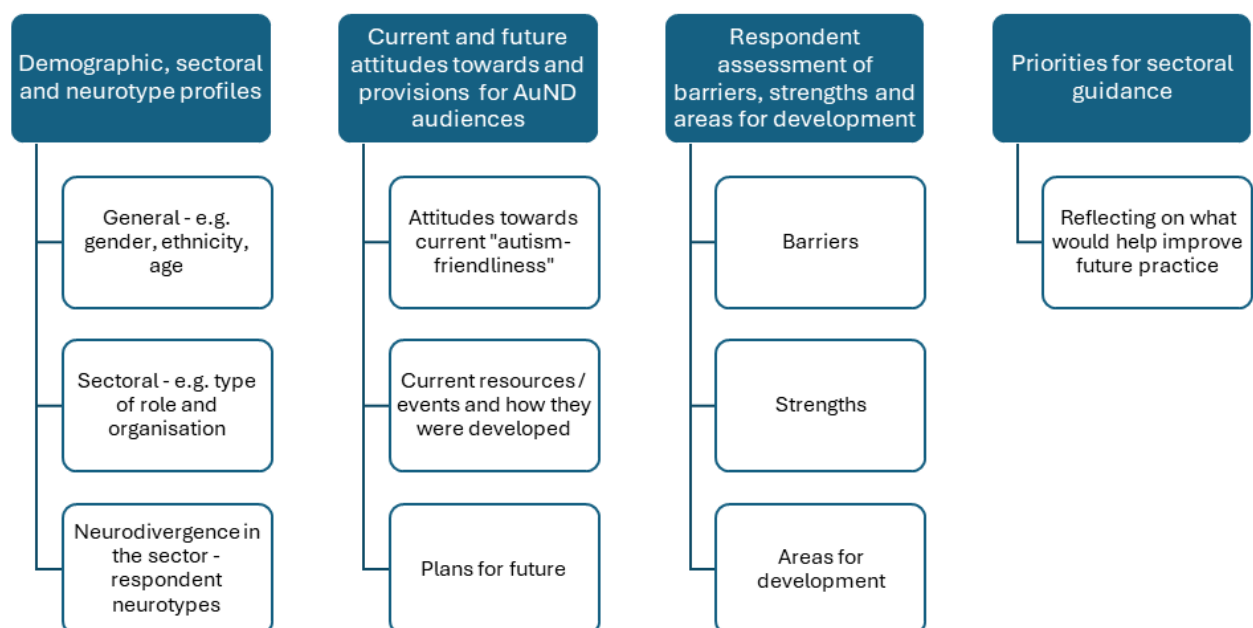 Demographic, sectoral
and neurotype profiles
General - e.g.
gender, ethnicity,
age
Sectoral - e.g. type
of role and
organisation
Neurodivergence in
the sector -
respondent
neurotypes
Current and future
attitudes towards and
provisions for AuND
audiences
Attitudes towards
current "autism-
friendliness"
Current resources /
events and how they
were developed
Plans for future
Respondent
assessment of
barriers, strengths and
areas for development
Barriers
Strengths
Areas for
development
Priorities for sectoral
guidance
Reflecting on what
would help improve
future practice